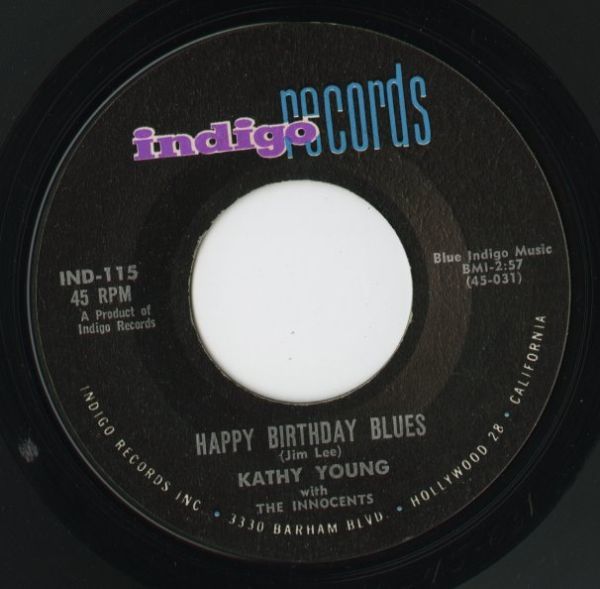 indigo records
IND-115
45 RPM
A Product of
Indigo Records
Blue Indigo Music
BMI-2:57
(45-031)
HAPPY BIRTHDAY BLUES
(Jim Lee)
KATHY YOUNG
with
THE INNOCENTS
INDIGO RECORDS INC. • 3330 BARHAM BLVD. • HOLLYWOOD 28 • CALIFORNIA